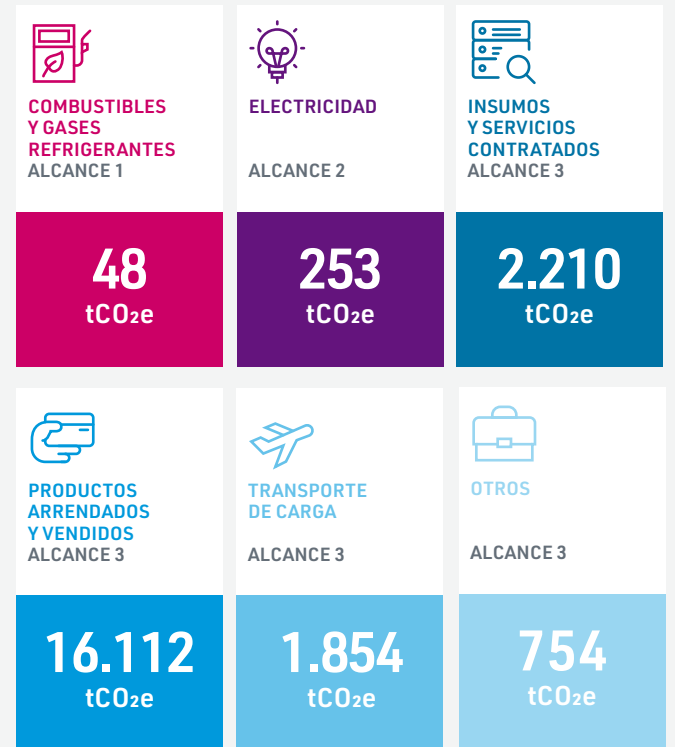 COMBUSTIBLES
Y GASES
REFRIGERANTES
ALCANCE 1
48
tCO₂e
ELECTRICIDAD
ALCANCE 2
253
tCO₂e
INSUMOS
Y SERVICIOS
CONTRATADOS
ALCANCE 3
2.210
tCO₂e
PRODUCTOS
ARRENDADOS
Y VENDIDOS
ALCANCE 3
16.112
tCO₂e
TRANSPORTE
DE CARGA
ALCANCE 3
1.854
tCO₂e
OTROS
ALCANCE 3
754
tCO₂e